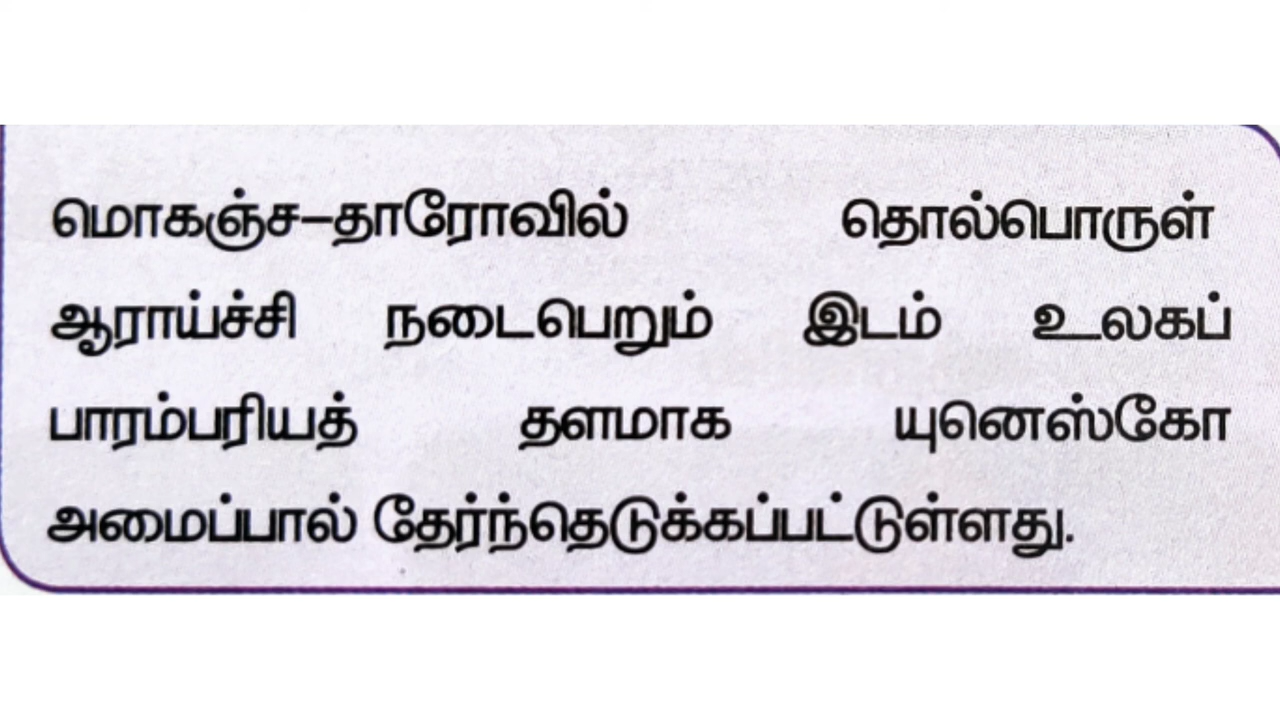 மொகஞ்ச–தாரோவில் தொல்பொருள்
ஆராய்ச்சி நடைபெறும் இடம் உலகப்
பாரம்பரியத் தளமாக யுனெஸ்கோ
அமைப்பால் தேர்ந்தெடுக்கப்பட்டுள்ளது.